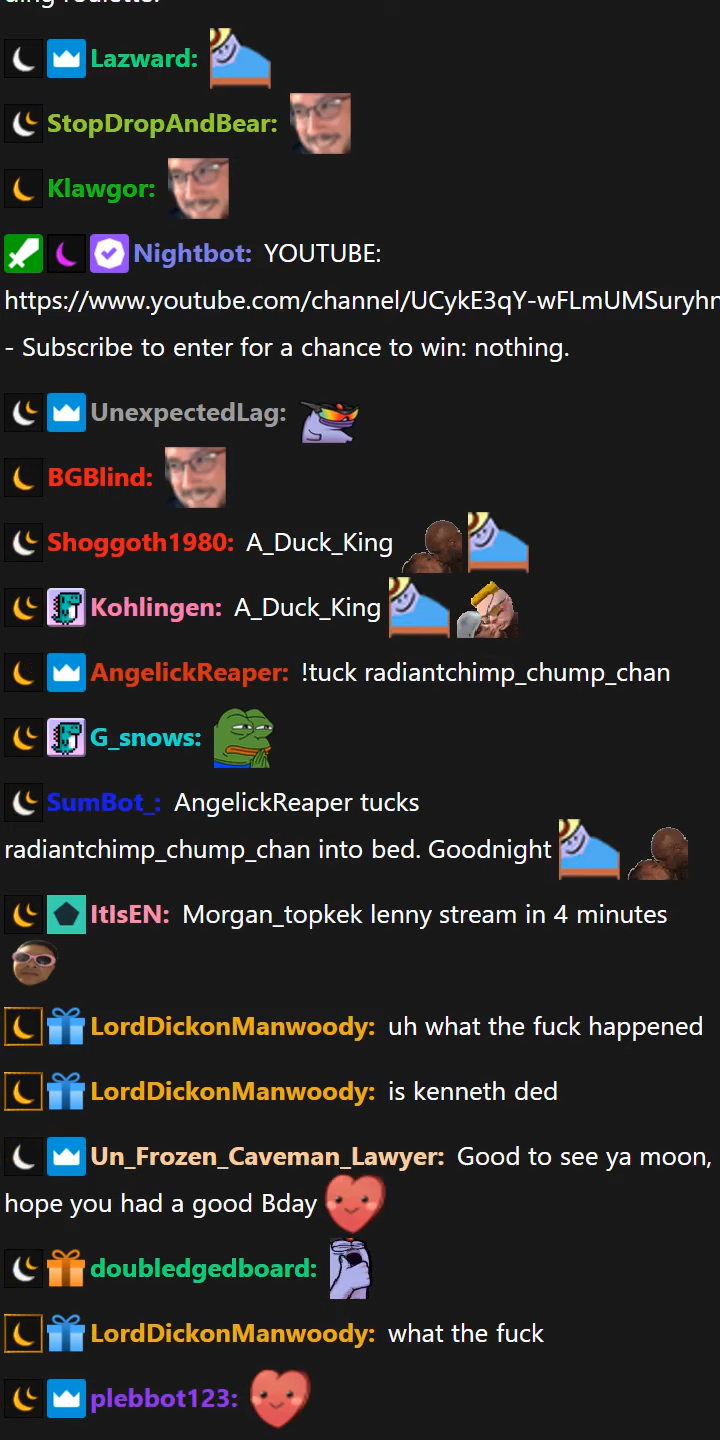 ding roulette.
Lazward:
StopDropAndBear:
Klawgor:
Nightbot: YOUTUBE:
https://www.youtube.com/channel/UCykE3qY-wFLmUMSuryhn
- Subscribe to enter for a chance to win: nothing.
UnexpectedLag:
BGBlind:
Shoggoth1980: A_Duck_King
Kohlingen: A_Duck_King
AngelickReaper: !tuck radiantchimp_chump_chan
G_snows:
SumBot_: AngelickReaper tucks
radiantchimp_chump_chan into bed. Goodnight
ItIsEN: Morgan_topkek lenny stream in 4 minutes
LordDickonManwoody: uh what the fuck happened
LordDickonManwoody: is kenneth ded
Un_Frozen_Caveman_Lawyer: Good to see ya moon,
hope you had a good Bday
doubledgedboard:
LordDickonManwoody: what the fuck
plebbot123: